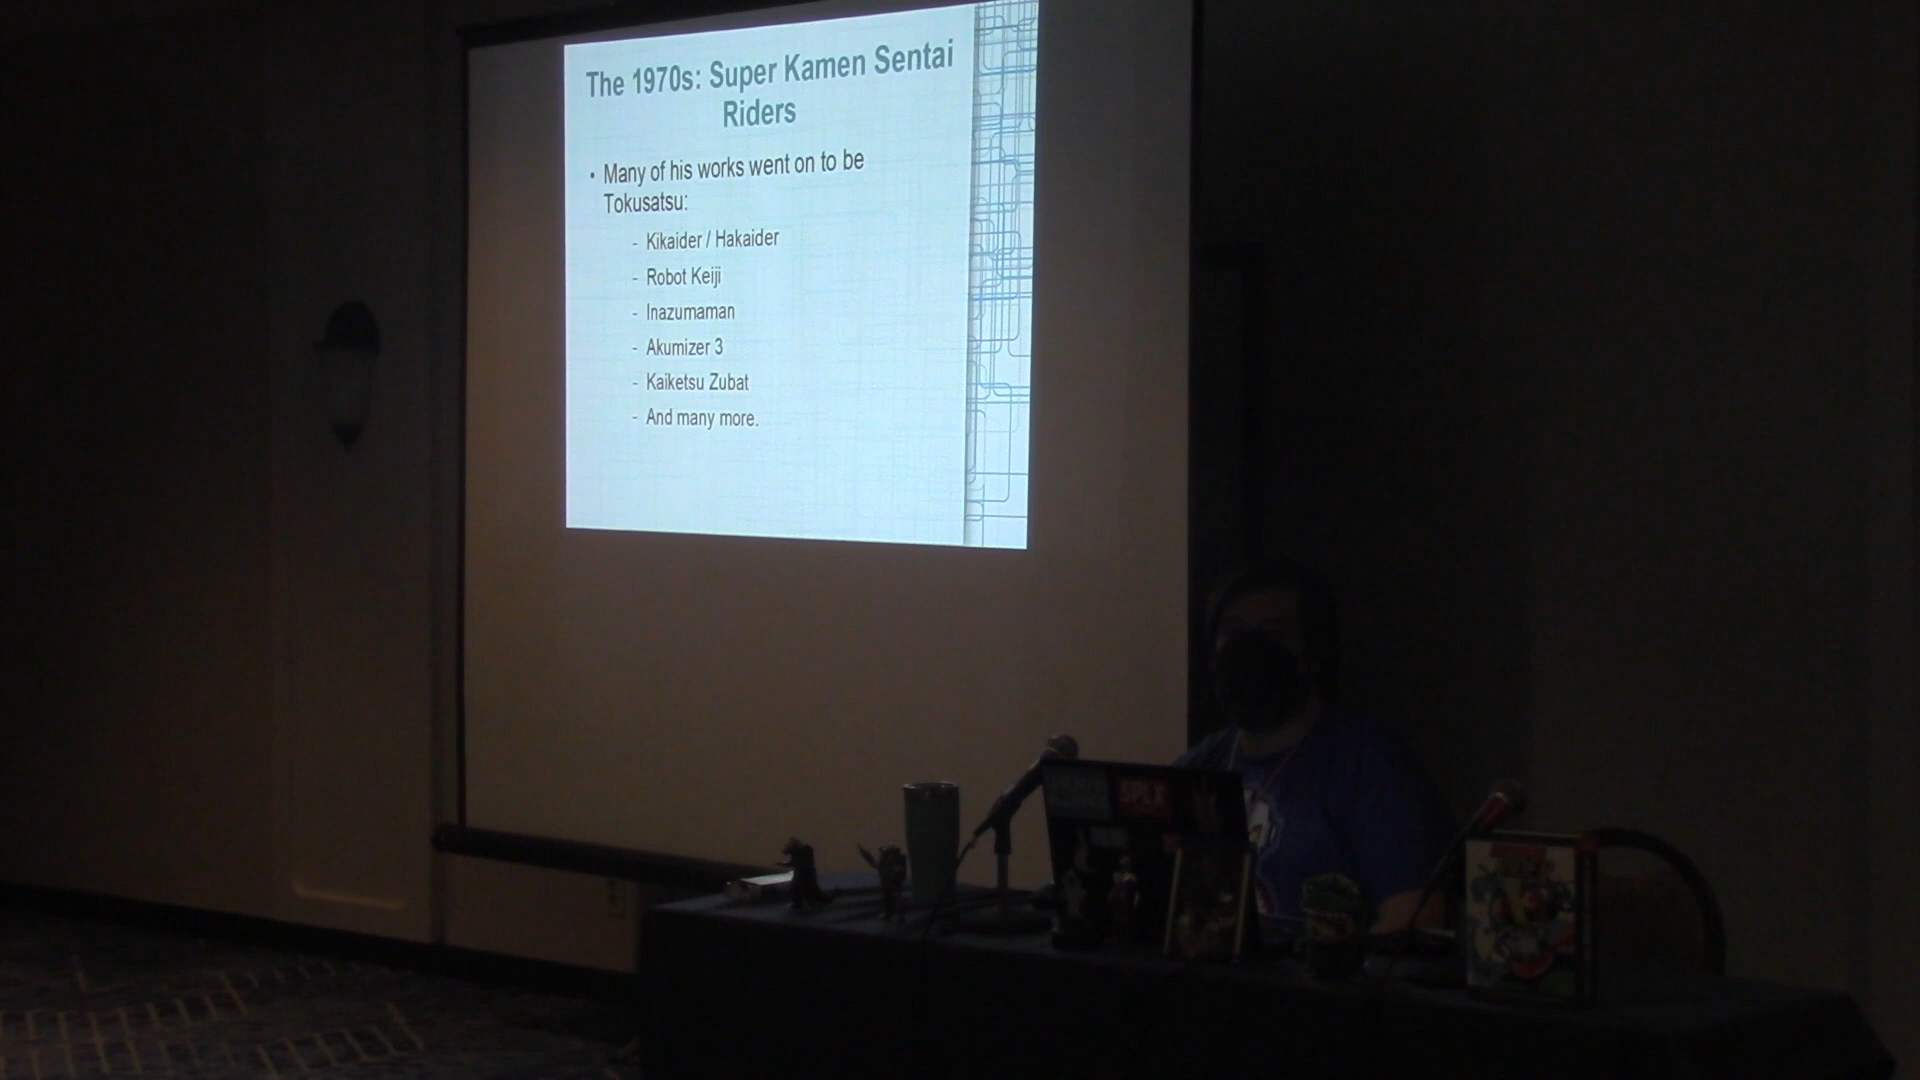 The 1970s: Super Kamen Sentai
Riders
• Many of his works went on to be
Tokusatsu:
- Kikaider / Hakaider
- Robot Keiji
- Inazumaman
- Akumizer 3
- Kaiketsu Zubat
- And many more.